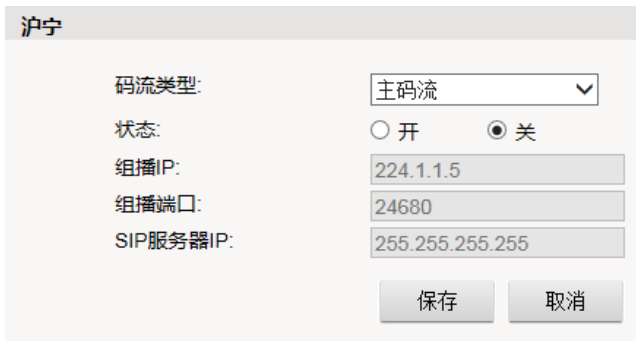 沪宁
码流类型: 主码流
状态: 开 关
组播IP: 224.1.1.5
组播端口: 24680
SIP服务器IP: 255.255.255.255
保存 取消